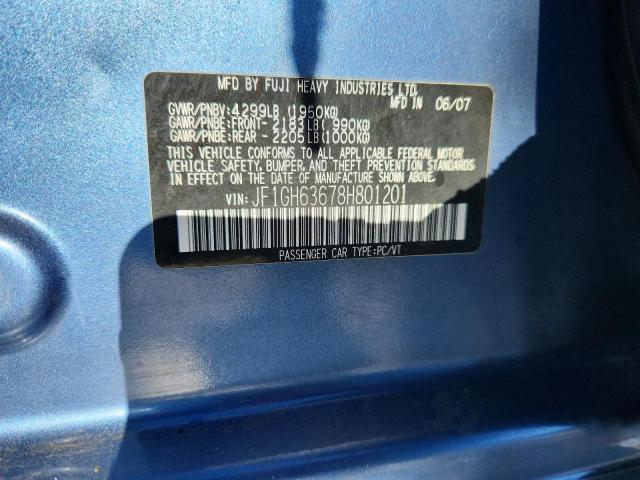 MFD BY FUJI HEAVY INDUSTRIES LTD.
MFD IN 06/07
GVWR/PNBV:4299LB (1950KG)
GAWR/PNBE:FRONT-2183LB( 990KG)
GAWR/PNBE:REAR -2205LB(1000KG)
THIS VEHICLE CONFORMS TO ALL APPLICABLE FEDERAL MOTOR
VEHICLE SAFETY, BUMPER, AND THEFT PREVENTION STANDARDS
IN EFFECT ON THE DATE OF MANUFACTURE SHOWN ABOVE.
VIN: JF1GH63678H801201
PASSENGER CAR TYPE:PC/VT